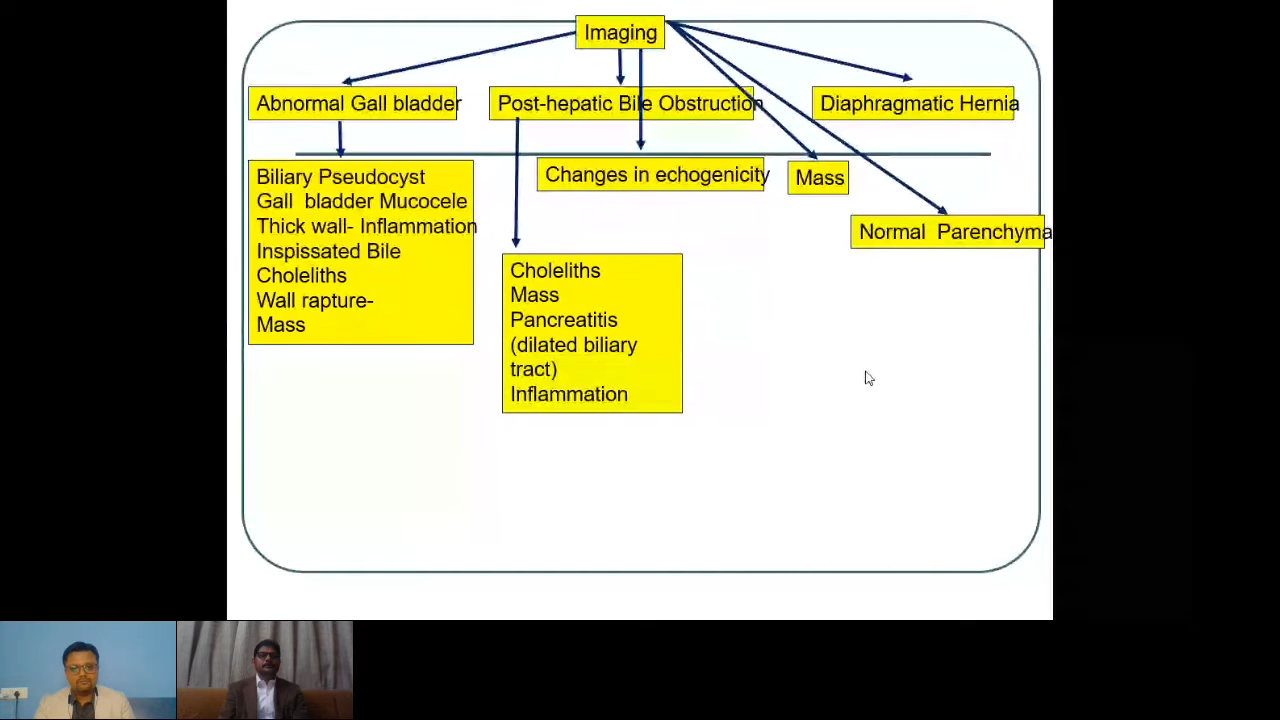 Imaging
Abnormal Gall bladder
Post-hepatic Bile Obstruction
Diaphragmatic Hernia
Biliary Pseudocyst
Gall  bladder Mucocele
Thick wall- Inflammation
Inspissated Bile
Choleliths
Wall rapture-
Mass
Changes in echogenicity
Mass
Normal  Parenchyma
Choleliths
Mass
Pancreatitis
(dilated biliary
tract)
Inflammation